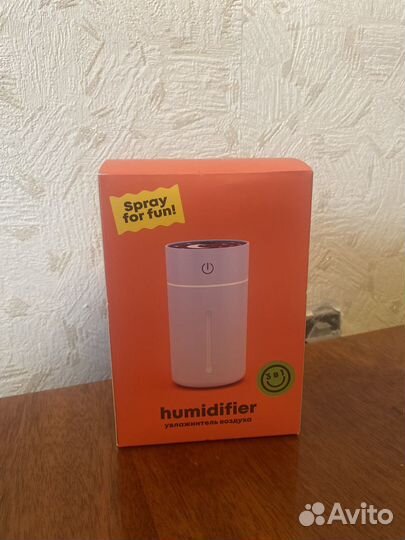 Spray
for fun!
3 в 1
humidifier
увлажнитель воздуха
Avito